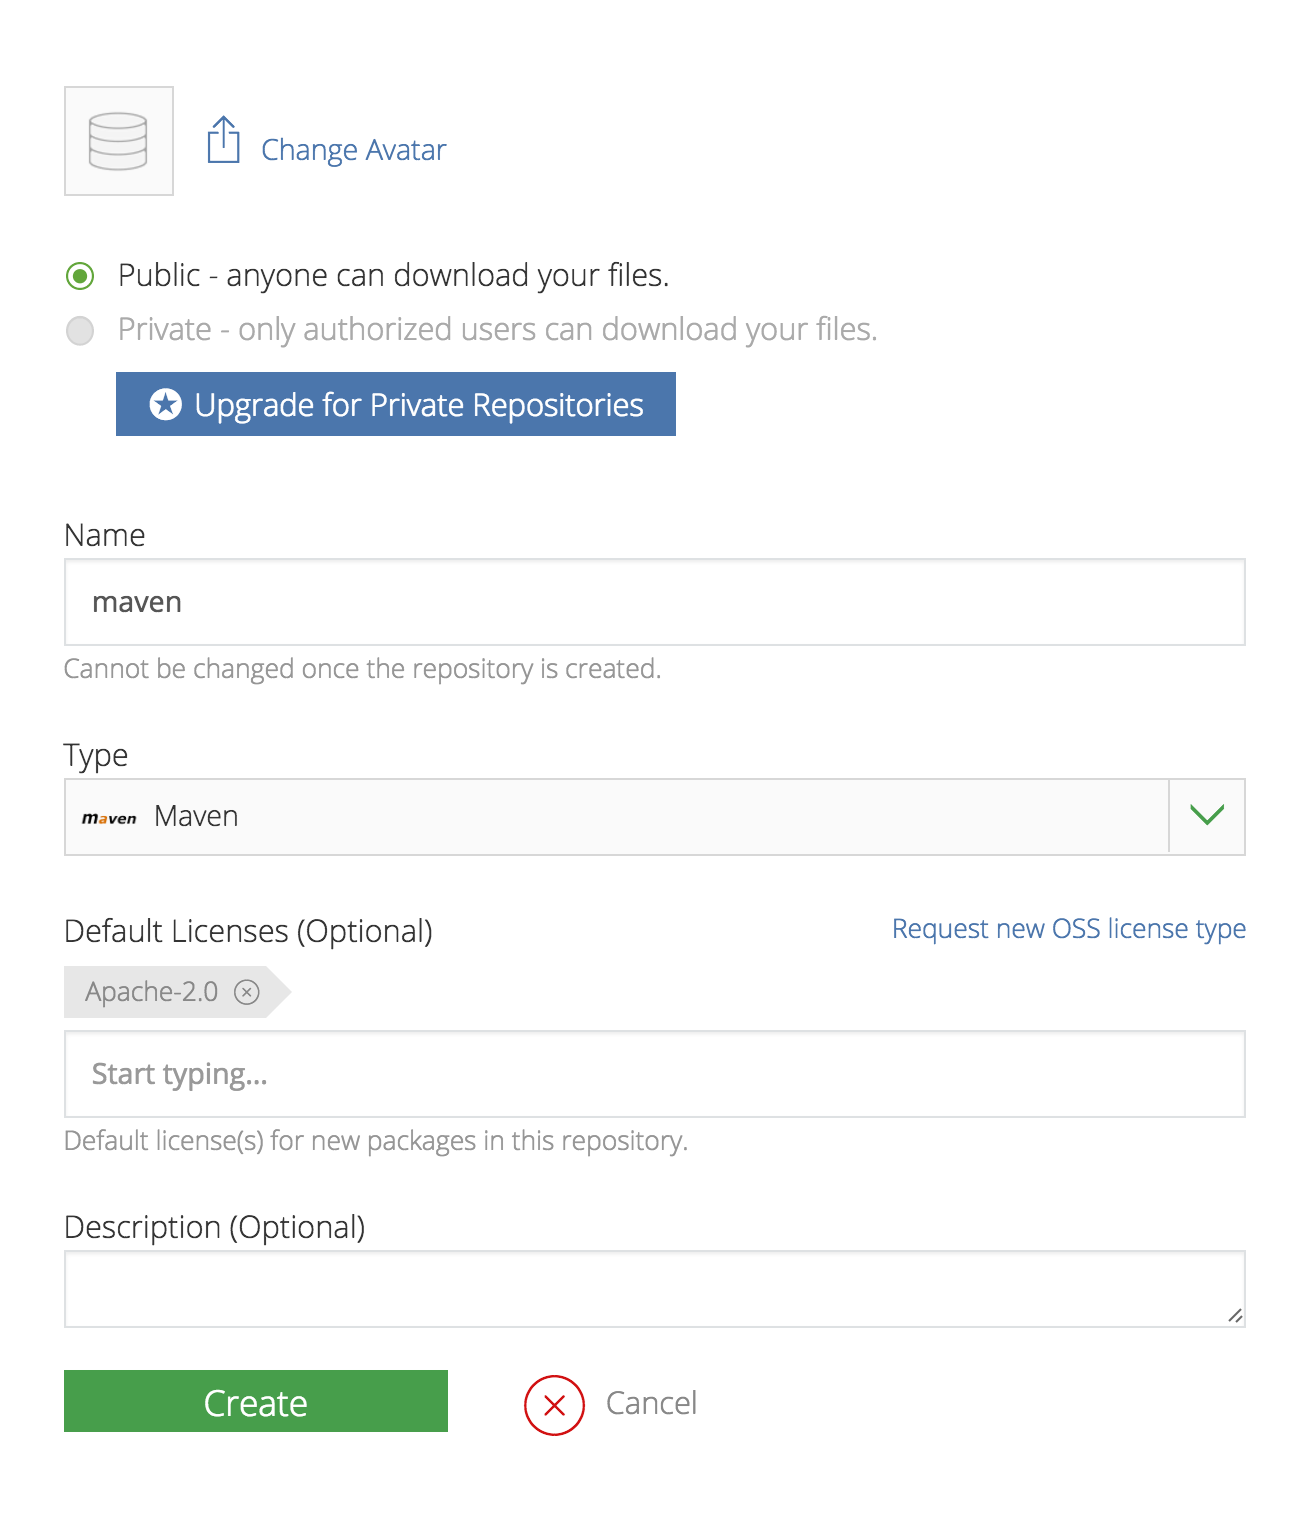 Change Avatar
Public - anyone can download your files.
Private - only authorized users can download your files.
Upgrade for Private Repositories
Name
maven
Cannot be changed once the repository is created.
Type
maven Maven
Default Licenses (Optional) Request new OSS license type
Apache-2.0
Start typing...
Default license(s) for new packages in this repository.
Description (Optional)
Create Cancel